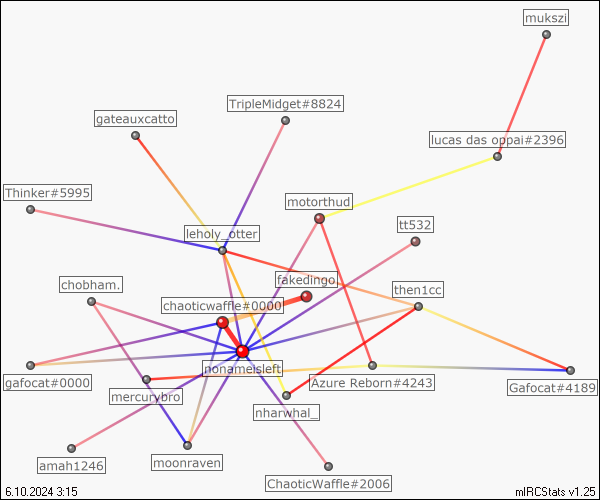 mukszi
TripleMidget#8824
gateauxcatto
lucas das oppai#2396
Thinker#5995
motorthud
tt532
leholy_otter
fakedingo.
chobham.
then1cc
chaoticwaffle#0000
nonameisleft
gafocat#0000
Azure Reborn#4243
Gafocat#4189
mercurybro
nharwhal_
amah1246
moonraven
ChaoticWaffle#2006
6.10.2024 3:15
mIRCStats v1.25